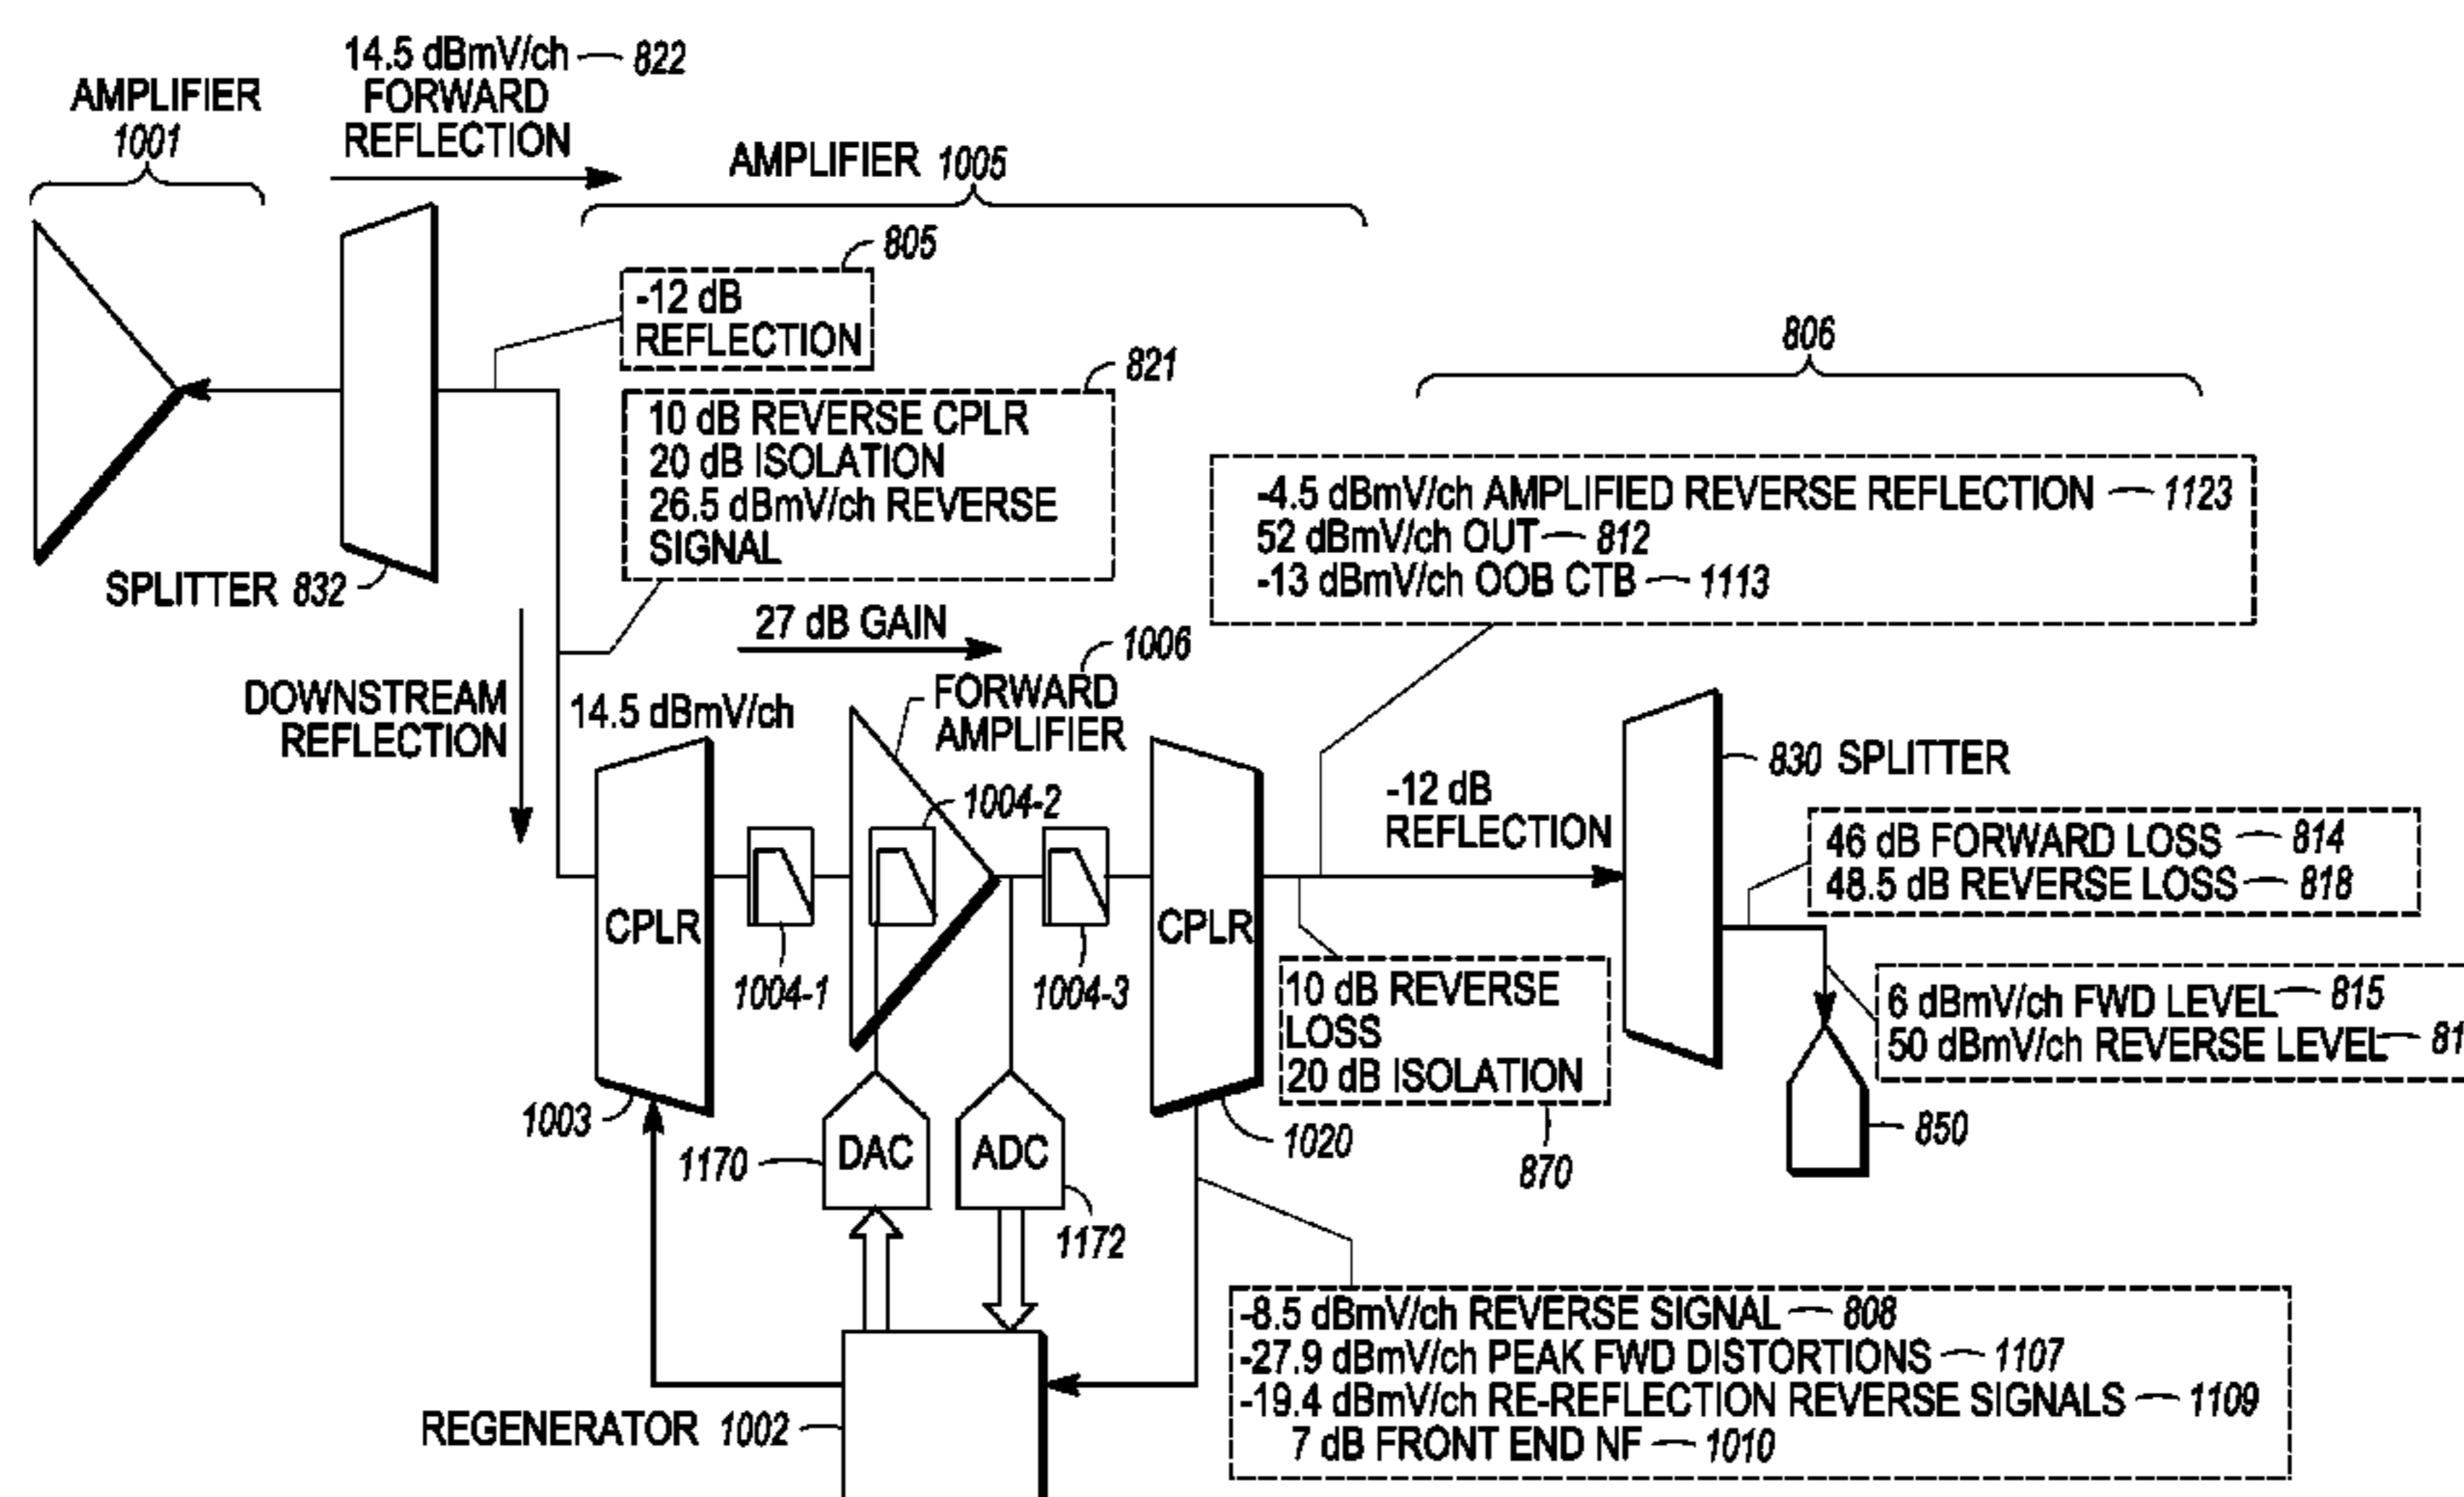 14.5 dBmV/ch 822
FORWARD
REFLECTION
AMPLIFIER
1001
AMPLIFIER 1005
805
-12 dB
REFLECTION
821
10 dB REVERSE CPLR
20 dB ISOLATION
26.5 dBmV/ch REVERSE
SIGNAL
806
-4.5 dBmV/ch AMPLIFIED REVERSE REFLECTION 1123
52 dBmV/ch OUT 812
-13 dBmV/ch OOB CTB 1113
SPLITTER 832
27 dB GAIN
1006
FORWARD
AMPLIFIER
DOWNSTREAM
REFLECTION
14.5 dBmV/ch
1004-2
-12 dB
REFLECTION
830 SPLITTER
46 dB FORWARD LOSS 814
48.5 dB REVERSE LOSS 818
CPLR
CPLR
1004-1
1004-3
10 dB REVERSE
LOSS
20 dB ISOLATION
6 dBmV/ch FWD LEVEL 815
50 dBmV/ch REVERSE LEVEL 81
1003
1170
DAC
ADC
1020
870
850
1172
-8.5 dBmV/ch REVERSE SIGNAL 808
-27.9 dBmV/ch PEAK FWD DISTORTIONS 1107
-19.4 dBmV/ch RE-REFLECTION REVERSE SIGNALS 1109
7 dB FRONT END NF 1010
REGENERATOR 1002